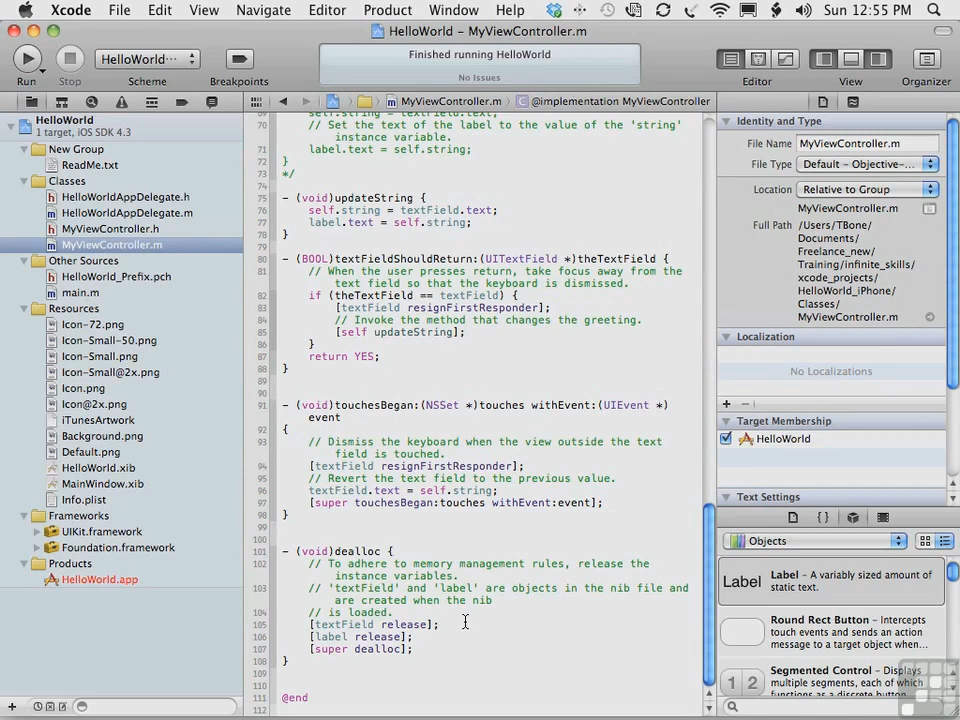 Xcode File Edit View Navigate Editor Product Window Help Sun 12:55 PM
HelloWorld – MyViewController.m
HelloWorld···
Finished running HelloWorld
No Issues
Run Stop Scheme Breakpoints Editor View Organizer
MyViewController.m @implementation MyViewController
HelloWorld
1 target, iOS SDK 4.3
New Group
ReadMe.txt
Classes
HelloWorldAppDelegate.h
HelloWorldAppDelegate.m
MyViewController.h
MyViewController.m
Other Sources
HelloWorld_Prefix.pch
main.m
Resources
Icon-72.png
Icon-Small-50.png
Icon-Small.png
Icon-Small@2x.png
Icon.png
Icon@2x.png
iTunesArtwork
Background.png
Default.png
HelloWorld.xib
MainWindow.xib
Info.plist
Frameworks
UIKit.framework
Foundation.framework
Products
HelloWorld.app
69 self.string = textField.text;
70 // Set the text of the label to the value of the 'string'
instance variable.
71 label.text = self.string;
72 }
73 */
74
75 - (void)updateString {
76 self.string = textField.text;
77 label.text = self.string;
78 }
79
80 - (BOOL)textFieldShouldReturn:(UITextField *)theTextField {
81 // When the user presses return, take focus away from the
text field so that the keyboard is dismissed.
82 if (theTextField == textField) {
83 [textField resignFirstResponder];
84 // Invoke the method that changes the greeting.
85 [self updateString];
86 }
87 return YES;
88 }
89
90
91 - (void)touchesBegan:(NSSet *)touches withEvent:(UIEvent *)
event
92 {
93 // Dismiss the keyboard when the view outside the text
field is touched.
94 [textField resignFirstResponder];
95 // Revert the text field to the previous value.
96 textField.text = self.string;
97 [super touchesBegan:touches withEvent:event];
98 }
99
100
101 - (void)dealloc {
102 // To adhere to memory management rules, release the
instance variables.
103 // 'textField' and 'label' are objects in the nib file and
are created when the nib
104 // is loaded.
105 [textField release];
106 [label release];
107 [super dealloc];
108 }
109
110
111 @end
112
Identity and Type
File Name MyViewController.m
File Type Default – Objective-···
Location Relative to Group
MyViewController.m
Full Path /Users/TBone/
Documents/
Freelance_new/
Training/infinite_skills/
xcode_projects/
HelloWorld_iPhone/
Classes/
MyViewController.m
Localization
No Localizations
Target Membership
HelloWorld
Text Settings
Objects
Label Label – A variably sized amount of
static text.
Round Rect Button – Intercepts
touch events and sends an action
message to a target object when...
1 2 Segmented Control – Displays
multiple segments, each of which
functions as a discrete button